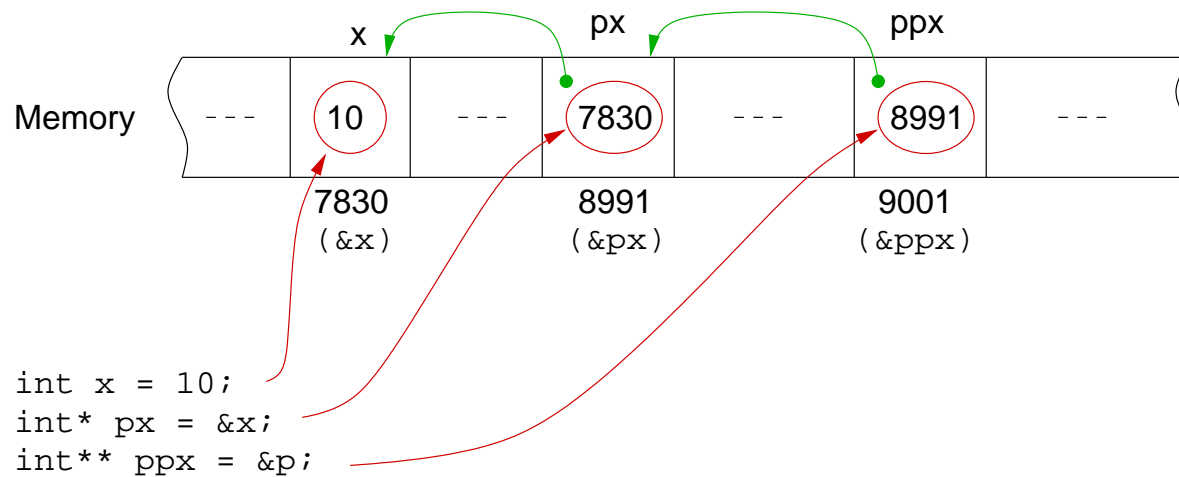 x px ppx
Memory --- 10 --- 7830 --- 8991 ---
7830 8991 9001
(&x) (&px) (&ppx)
int x = 10;
int* px = &x;
int** ppx = &p;